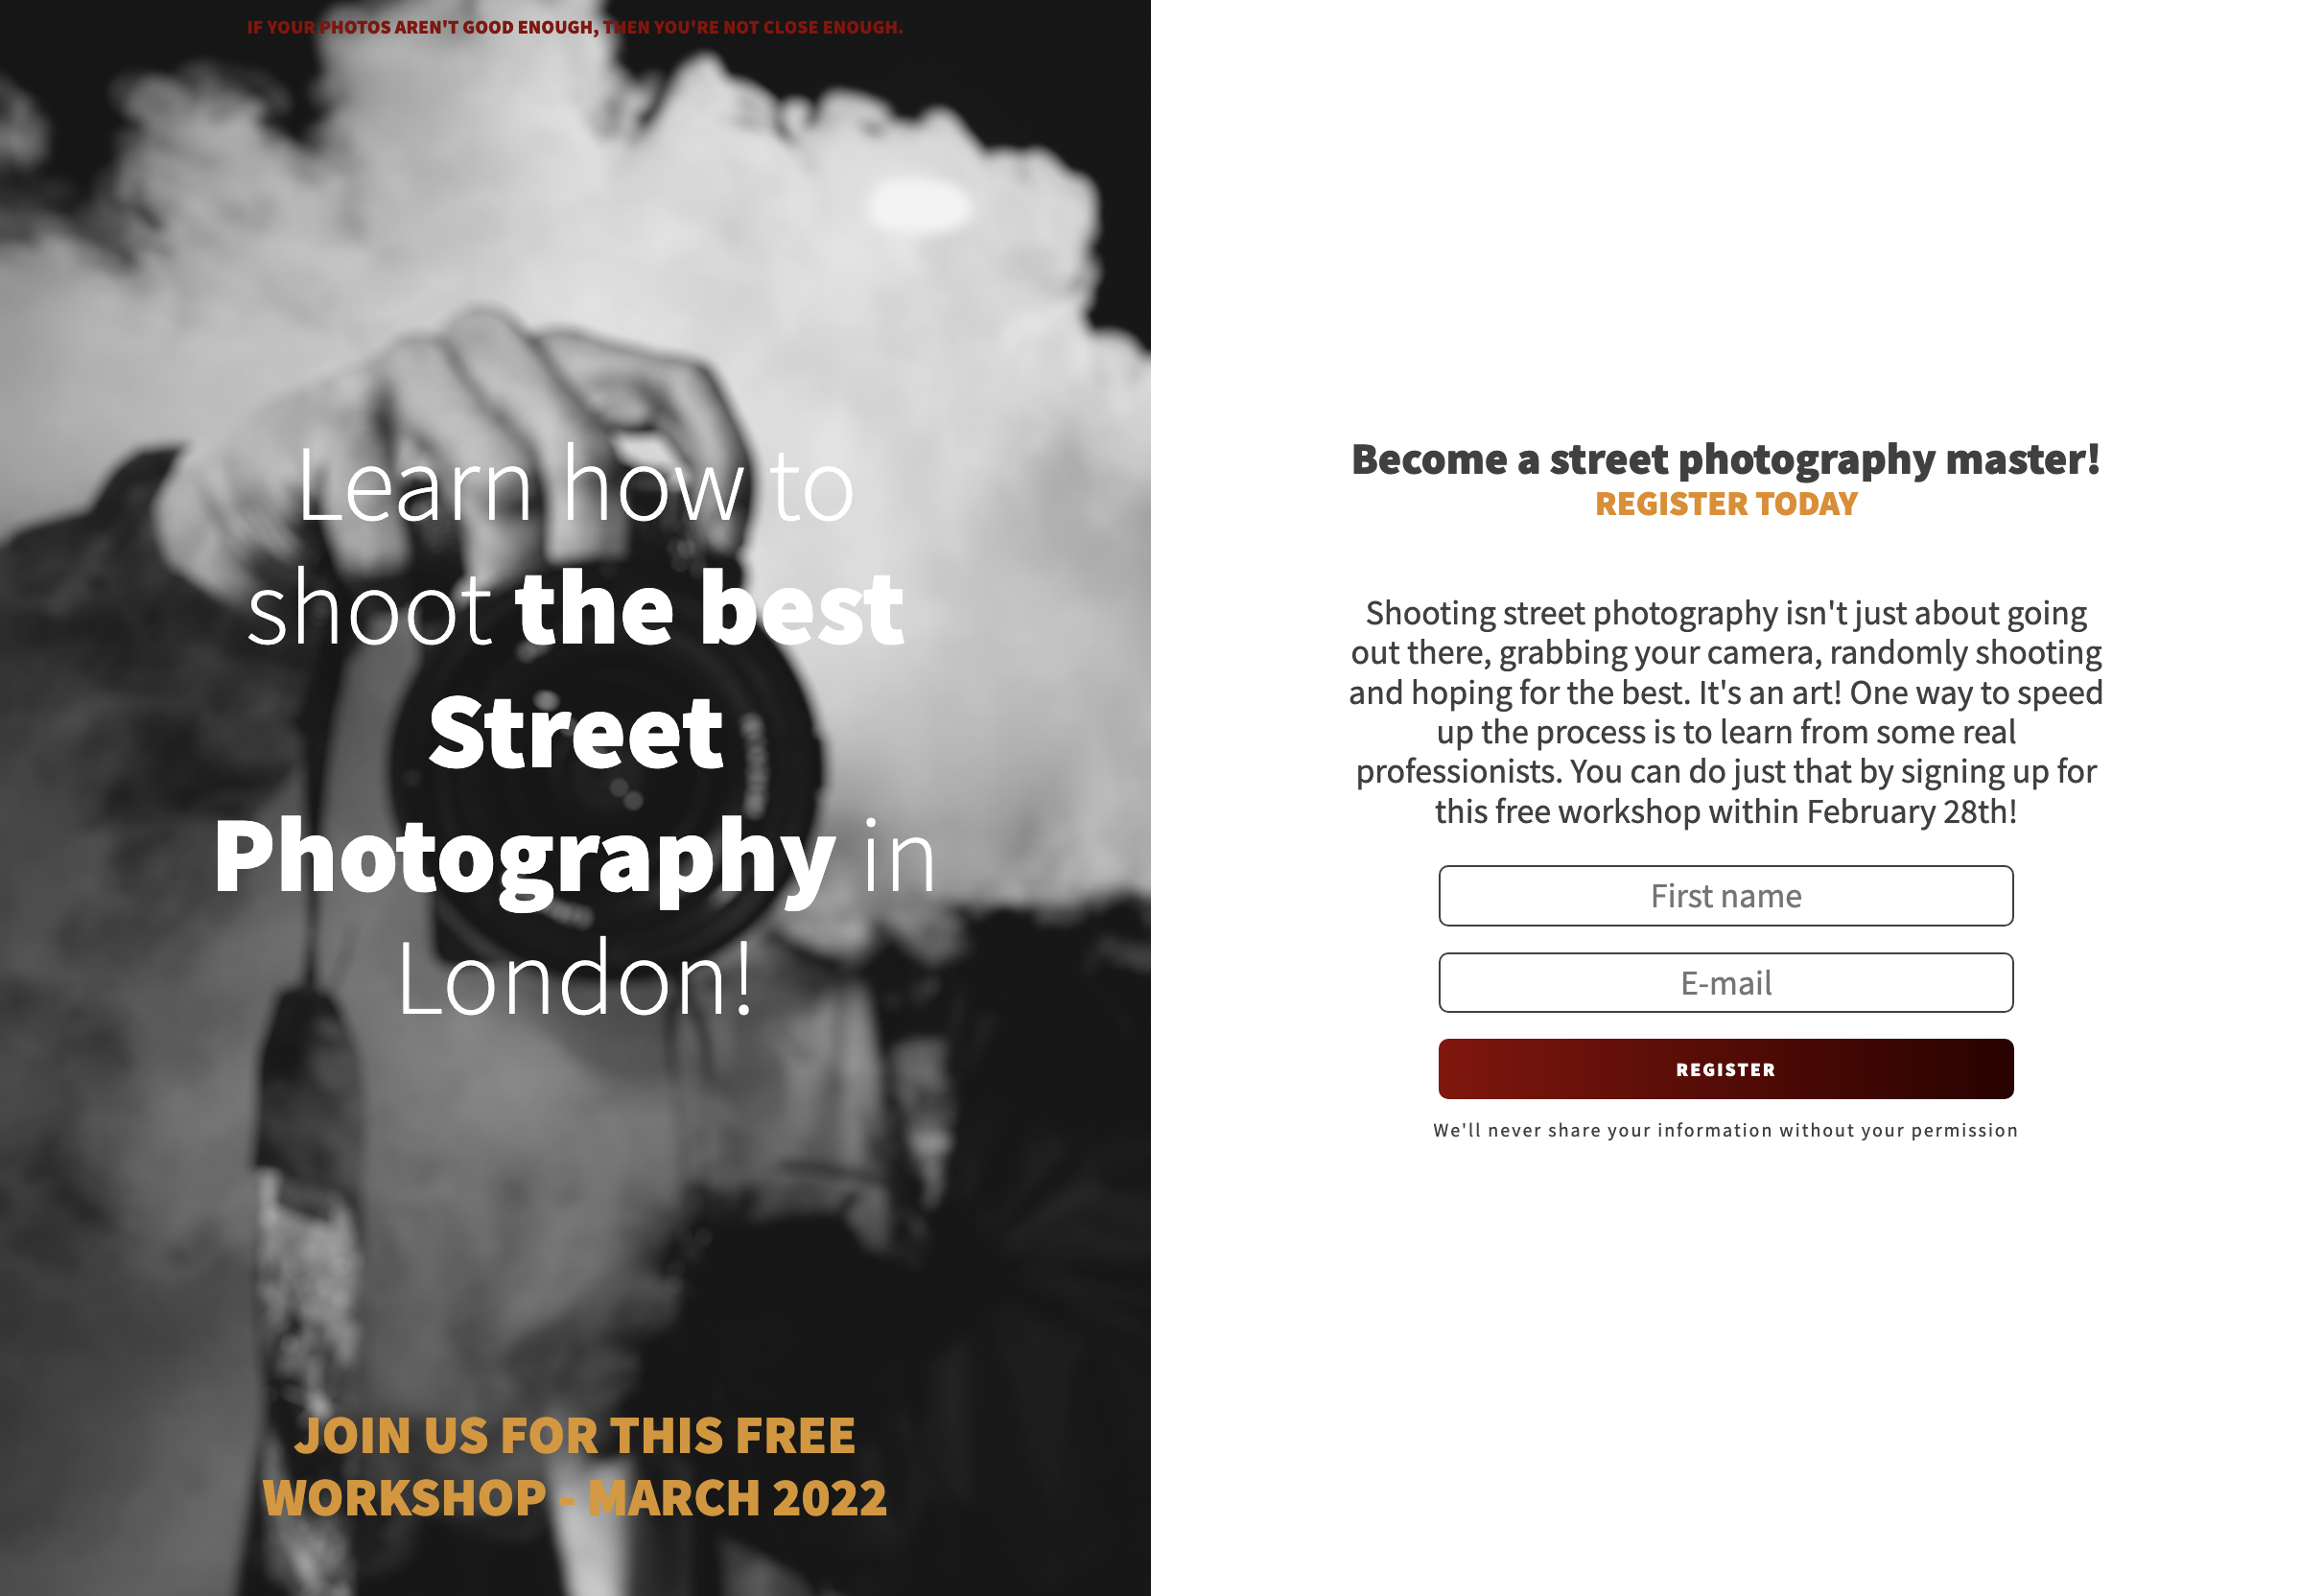 IF YOUR PHOTOS AREN'T GOOD ENOUGH, THEN YOU'RE NOT CLOSE ENOUGH.
Learn how to
shoot the best
Street
Photography in
London!
JOIN US FOR THIS FREE
WORKSHOP - MARCH 2022
Become a street photography master!
REGISTER TODAY
Shooting street photography isn't just about going
out there, grabbing your camera, randomly shooting
and hoping for the best. It's an art! One way to speed
up the process is to learn from some real
professionists. You can do just that by signing up for
this free workshop within February 28th!
First name
E-mail
REGISTER
We'll never share your information without your permission